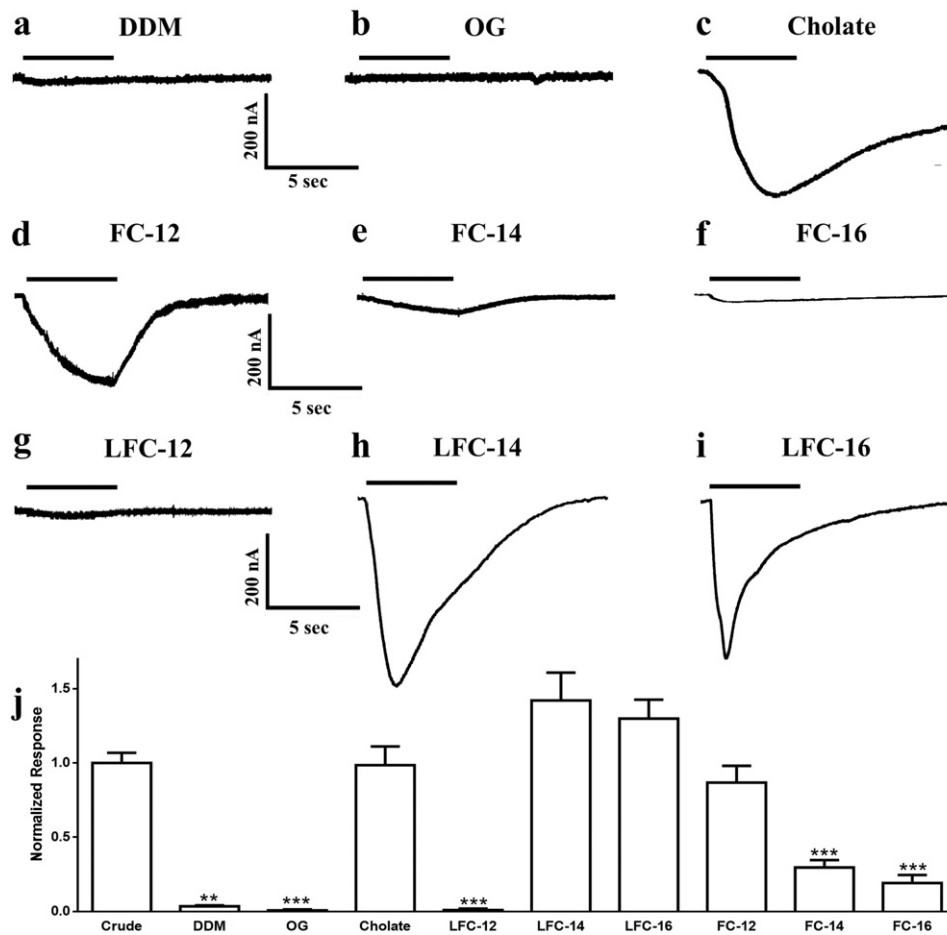 a DDM
b OG
c Cholate
200 nA
5 sec
d FC-12
e FC-14
f FC-16
200 nA
5 sec
g LFC-12
h LFC-14
i LFC-16
200 nA
5 sec
j
Normalized Response
1.5
1.0
0.5
0.0
** *** *** *** ***
Crude DDM OG Cholate LFC-12 LFC-14 LFC-16 FC-12 FC-14 FC-16